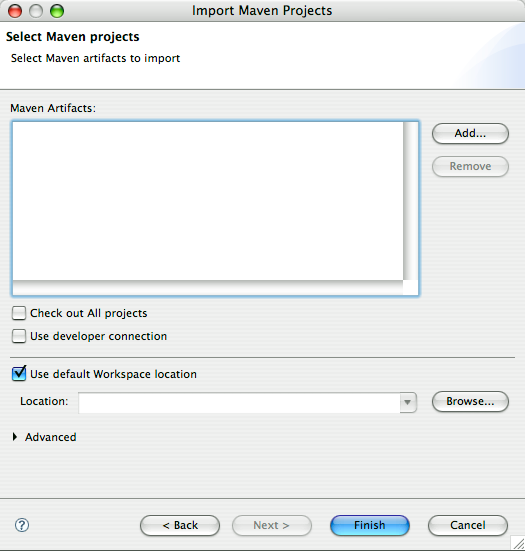 Import Maven Projects
Select Maven projects
Select Maven artifacts to import
Maven Artifacts:
Add...
Remove
Check out All projects
Use developer connection
Use default Workspace location
Location:
Browse...
Advanced
?
< Back
Next >
Finish
Cancel